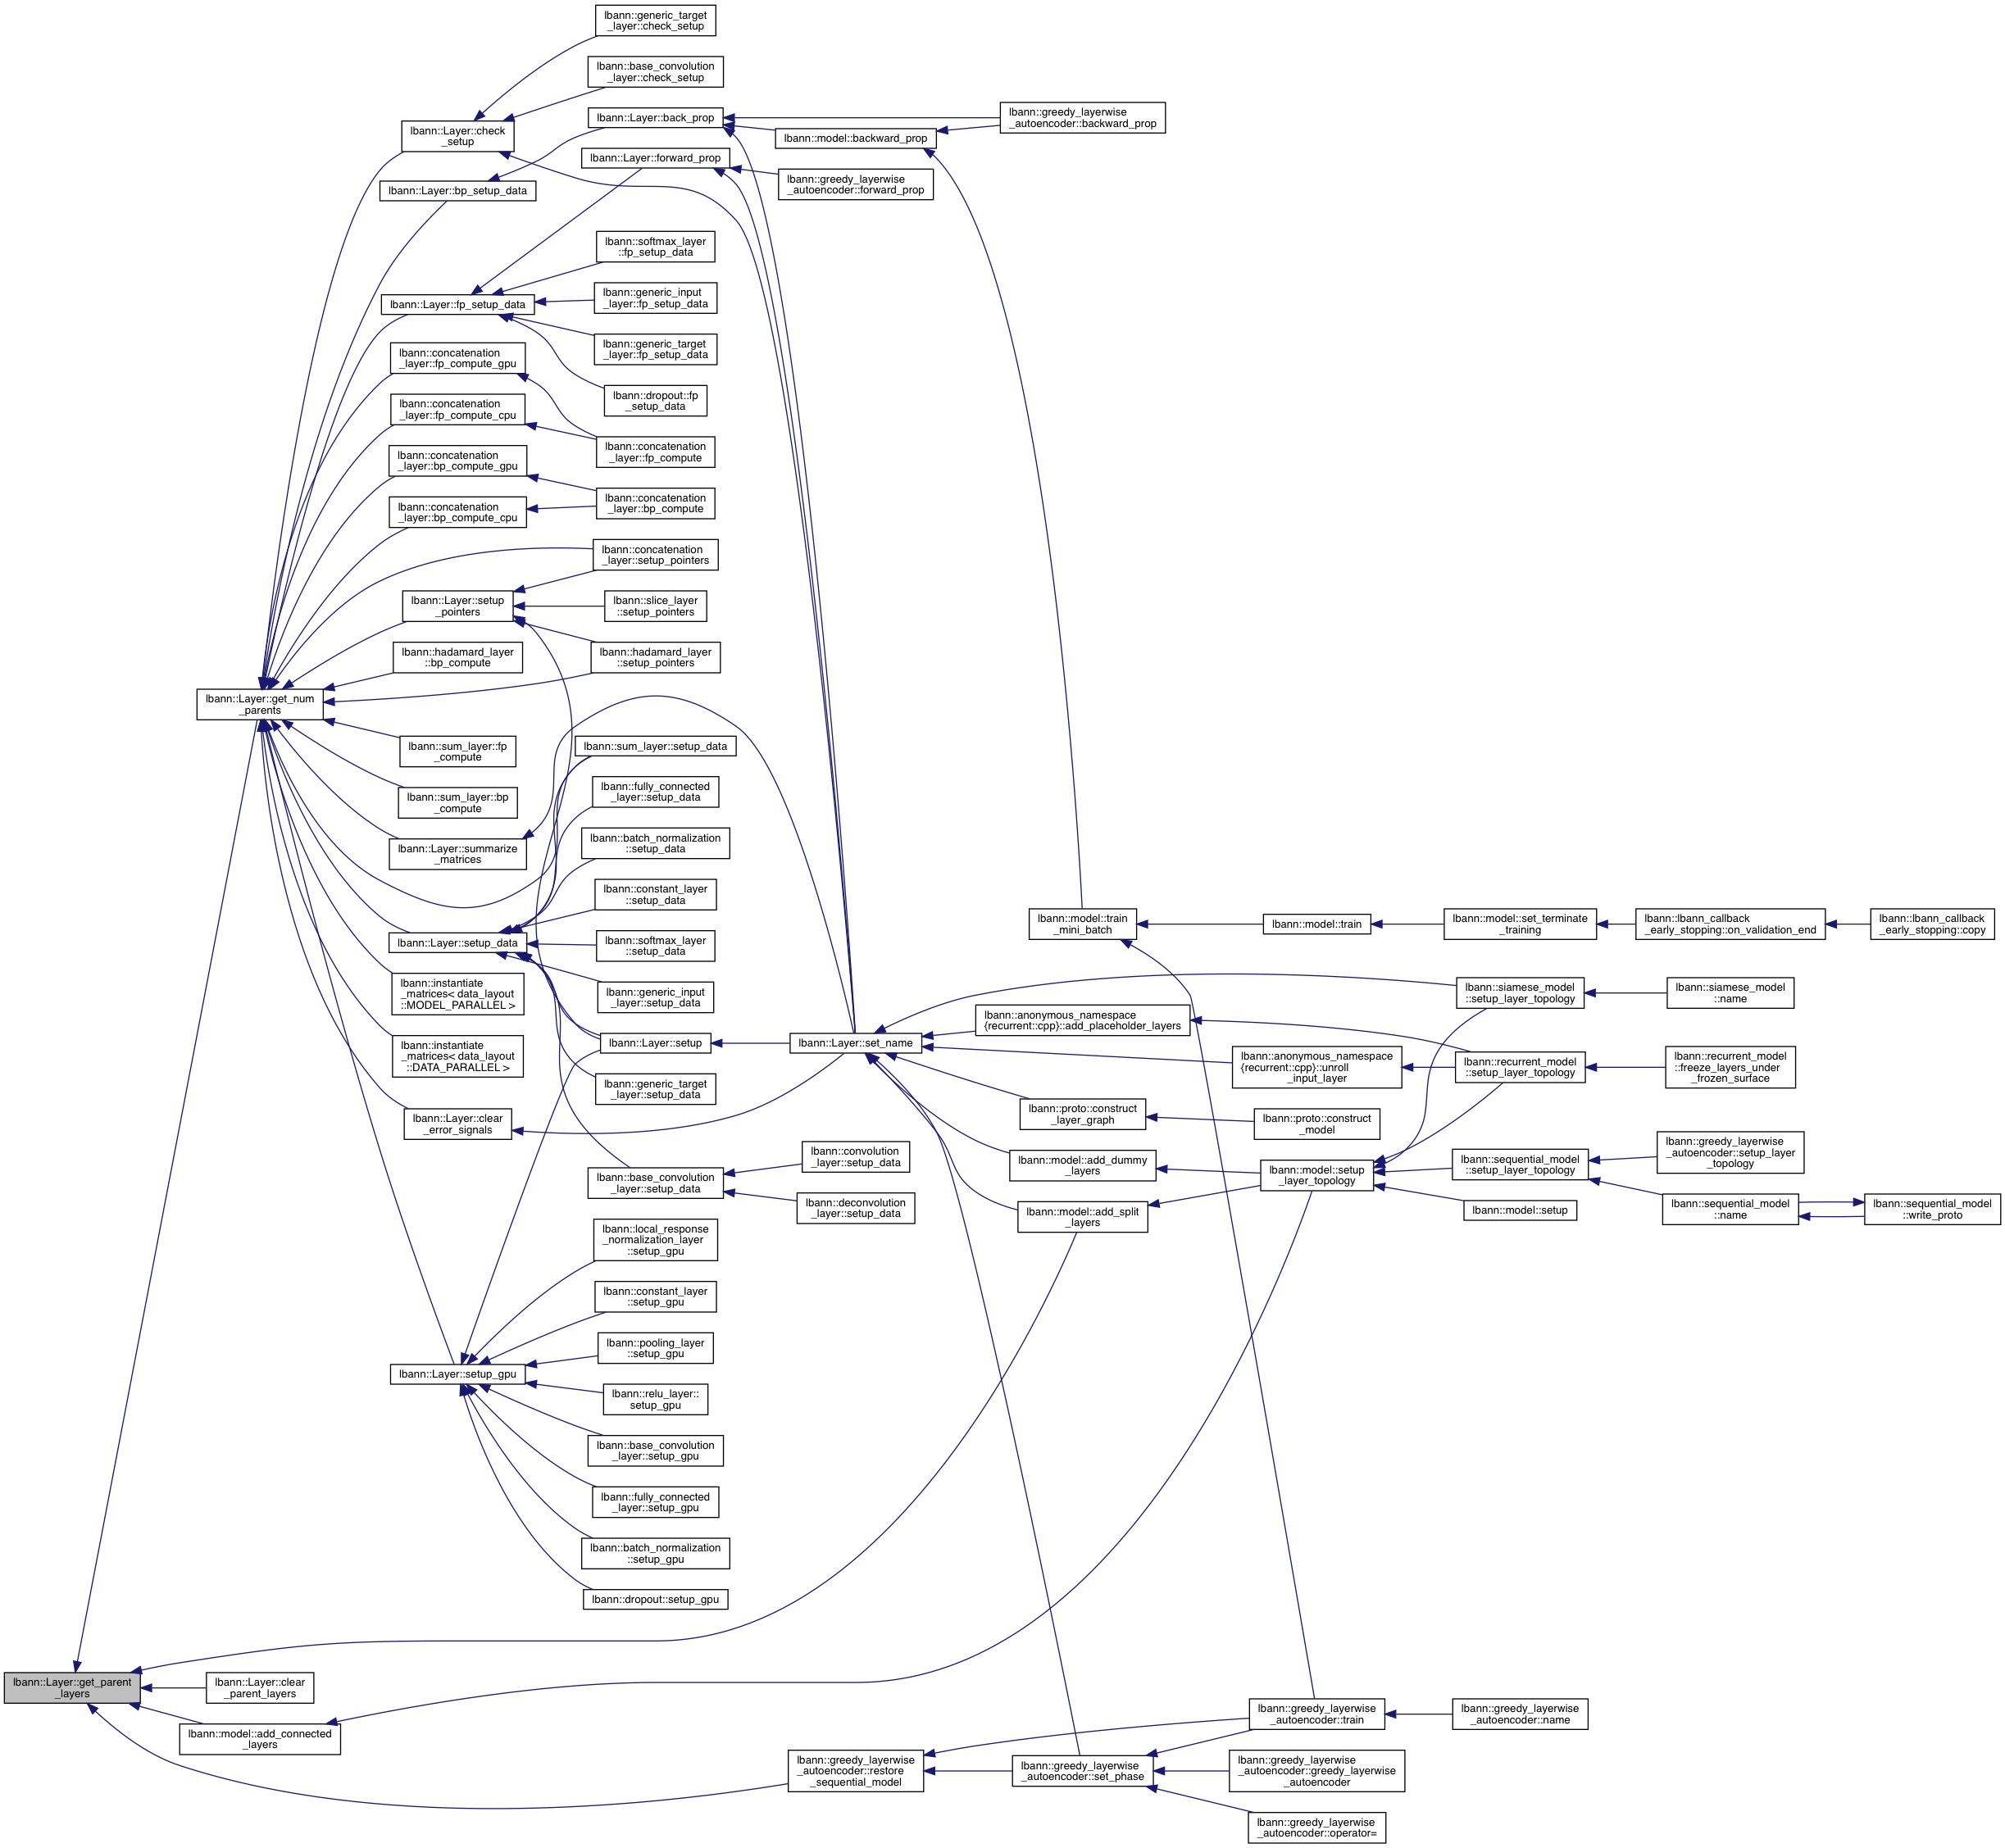 lbann::generic_target
_layer::check_setup
lbann::base_convolution
_layer::check_setup
lbann::Layer::back_prop
lbann::greedy_layerwise
_autoencoder::backward_prop
lbann::Layer::check
_setup
lbann::model::backward_prop
lbann::Layer::forward_prop
lbann::greedy_layerwise
_autoencoder::forward_prop
lbann::Layer::bp_setup_data
lbann::softmax_layer
::fp_setup_data
lbann::generic_input
_layer::fp_setup_data
lbann::Layer::fp_setup_data
lbann::generic_target
_layer::fp_setup_data
lbann::concatenation
_layer::fp_compute_gpu
lbann::dropout::fp
_setup_data
lbann::concatenation
_layer::fp_compute_cpu
lbann::concatenation
_layer::fp_compute
lbann::concatenation
_layer::bp_compute_gpu
lbann::concatenation
_layer::bp_compute
lbann::concatenation
_layer::bp_compute_cpu
lbann::concatenation
_layer::setup_pointers
lbann::Layer::setup
_pointers
lbann::slice_layer
::setup_pointers
lbann::hadamard_layer
::bp_compute
lbann::hadamard_layer
::setup_pointers
lbann::Layer::get_num
_parents
lbann::sum_layer::fp
_compute
lbann::sum_layer::setup_data
lbann::sum_layer::bp
_compute
lbann::fully_connected
_layer::setup_data
lbann::Layer::summarize
_matrices
lbann::batch_normalization
::setup_data
lbann::constant_layer
::setup_data
lbann::Layer::setup_data
lbann::softmax_layer
::setup_data
lbann::model::train
_mini_batch
lbann::model::train
lbann::model::set_terminate
_training
lbann::lbann_callback
_early_stopping::on_validation_end
lbann::lbann_callback
_early_stopping::copy
lbann::instantiate
_matrices< data_layout
::MODEL_PARALLEL >
lbann::generic_input
_layer::setup_data
lbann::siamese_model
::setup_layer_topology
lbann::siamese_model
::name
lbann::instantiate
_matrices< data_layout
::DATA_PARALLEL >
lbann::Layer::setup
lbann::Layer::set_name
lbann::anonymous_namespace
{recurrent.cpp}::add_placeholder_layers
lbann::anonymous_namespace
{recurrent.cpp}::unroll
_input_layer
lbann::recurrent_model
::setup_layer_topology
lbann::recurrent_model
::freeze_layers_under
_frozen_surface
lbann::generic_target
_layer::setup_data
lbann::Layer::clear
_error_signals
lbann::proto::construct
_layer_graph
lbann::proto::construct
_model
lbann::convolution
_layer::setup_data
lbann::base_convolution
_layer::setup_data
lbann::deconvolution
_layer::setup_data
lbann::model::add_dummy
_layers
lbann::model::setup
_layer_topology
lbann::sequential_model
::setup_layer_topology
lbann::greedy_layerwise
_autoencoder::setup_layer
_topology
lbann::model::add_split
_layers
lbann::model::setup
lbann::sequential_model
::name
lbann::sequential_model
::write_proto
lbann::local_response
_normalization_layer
::setup_gpu
lbann::constant_layer
::setup_gpu
lbann::pooling_layer
::setup_gpu
lbann::Layer::setup_gpu
lbann::relu_layer::
setup_gpu
lbann::base_convolution
_layer::setup_gpu
lbann::fully_connected
_layer::setup_gpu
lbann::batch_normalization
::setup_gpu
lbann::dropout::setup_gpu
lbann::Layer::get_parent
_layers
lbann::Layer::clear
_parent_layers
lbann::model::add_connected
_layers
lbann::greedy_layerwise
_autoencoder::train
lbann::greedy_layerwise
_autoencoder::name
lbann::greedy_layerwise
_autoencoder::restore
_sequential_model
lbann::greedy_layerwise
_autoencoder::set_phase
lbann::greedy_layerwise
_autoencoder::greedy_layerwise
_autoencoder
lbann::greedy_layerwise
_autoencoder::operator=